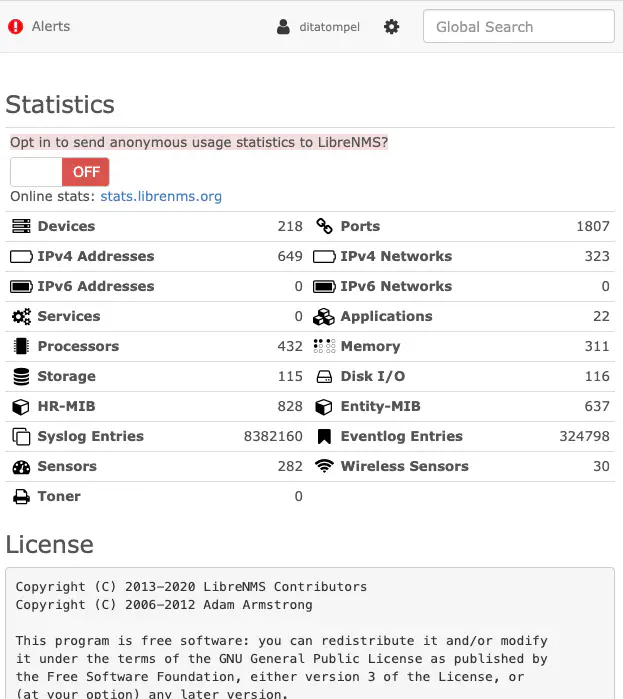 Alerts ditatompel Global Search
Statistics
Opt in to send anonymous usage statistics to LibreNMS?
OFF
Online stats: stats.librenms.org
Devices 218 Ports 1807
IPv4 Addresses 649 IPv4 Networks 323
IPv6 Addresses 0 IPv6 Networks 0
Services 0 Applications 22
Processors 432 Memory 311
Storage 115 Disk I/O 116
HR-MIB 828 Entity-MIB 637
Syslog Entries 8382160 Eventlog Entries 324798
Sensors 282 Wireless Sensors 30
Toner 0
License
Copyright (C) 2013-2020 LibreNMS Contributors
Copyright (C) 2006-2012 Adam Armstrong
This program is free software: you can redistribute it and/or modify
it under the terms of the GNU General Public License as published by
the Free Software Foundation, either version 3 of the License, or
(at your option) any later version.